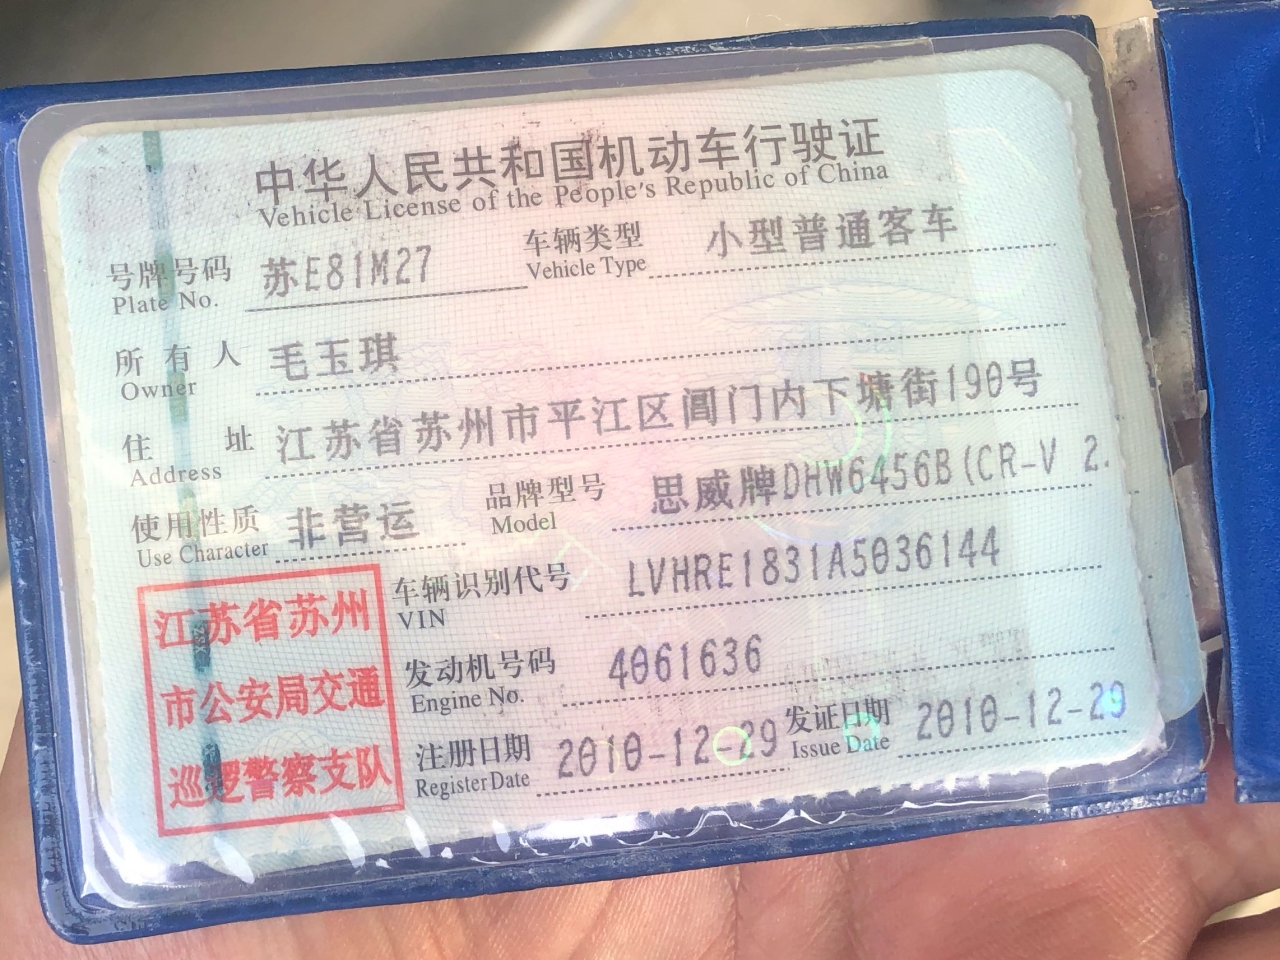 中华人民共和国机动车行驶证
Vehicle License of the People's Republic of China
号牌号码 苏E81M27 车辆类型 小型普通客车
Plate No. Vehicle Type
所有人 毛玉琪
Owner
住址 江苏省苏州市平江区阊门内下塘街190号
Address
使用性质 非营运 品牌型号 思威牌DHW6456B(CR-V 2.
Use Character Model
车辆识别代号 LVHRE1831A5036144
VIN
发动机号码 4061636
Engine No.
注册日期 2010-12-29 发证日期 2010-12-29
Register Date Issue Date
江苏省苏州
市公安局交通
巡逻警察支队